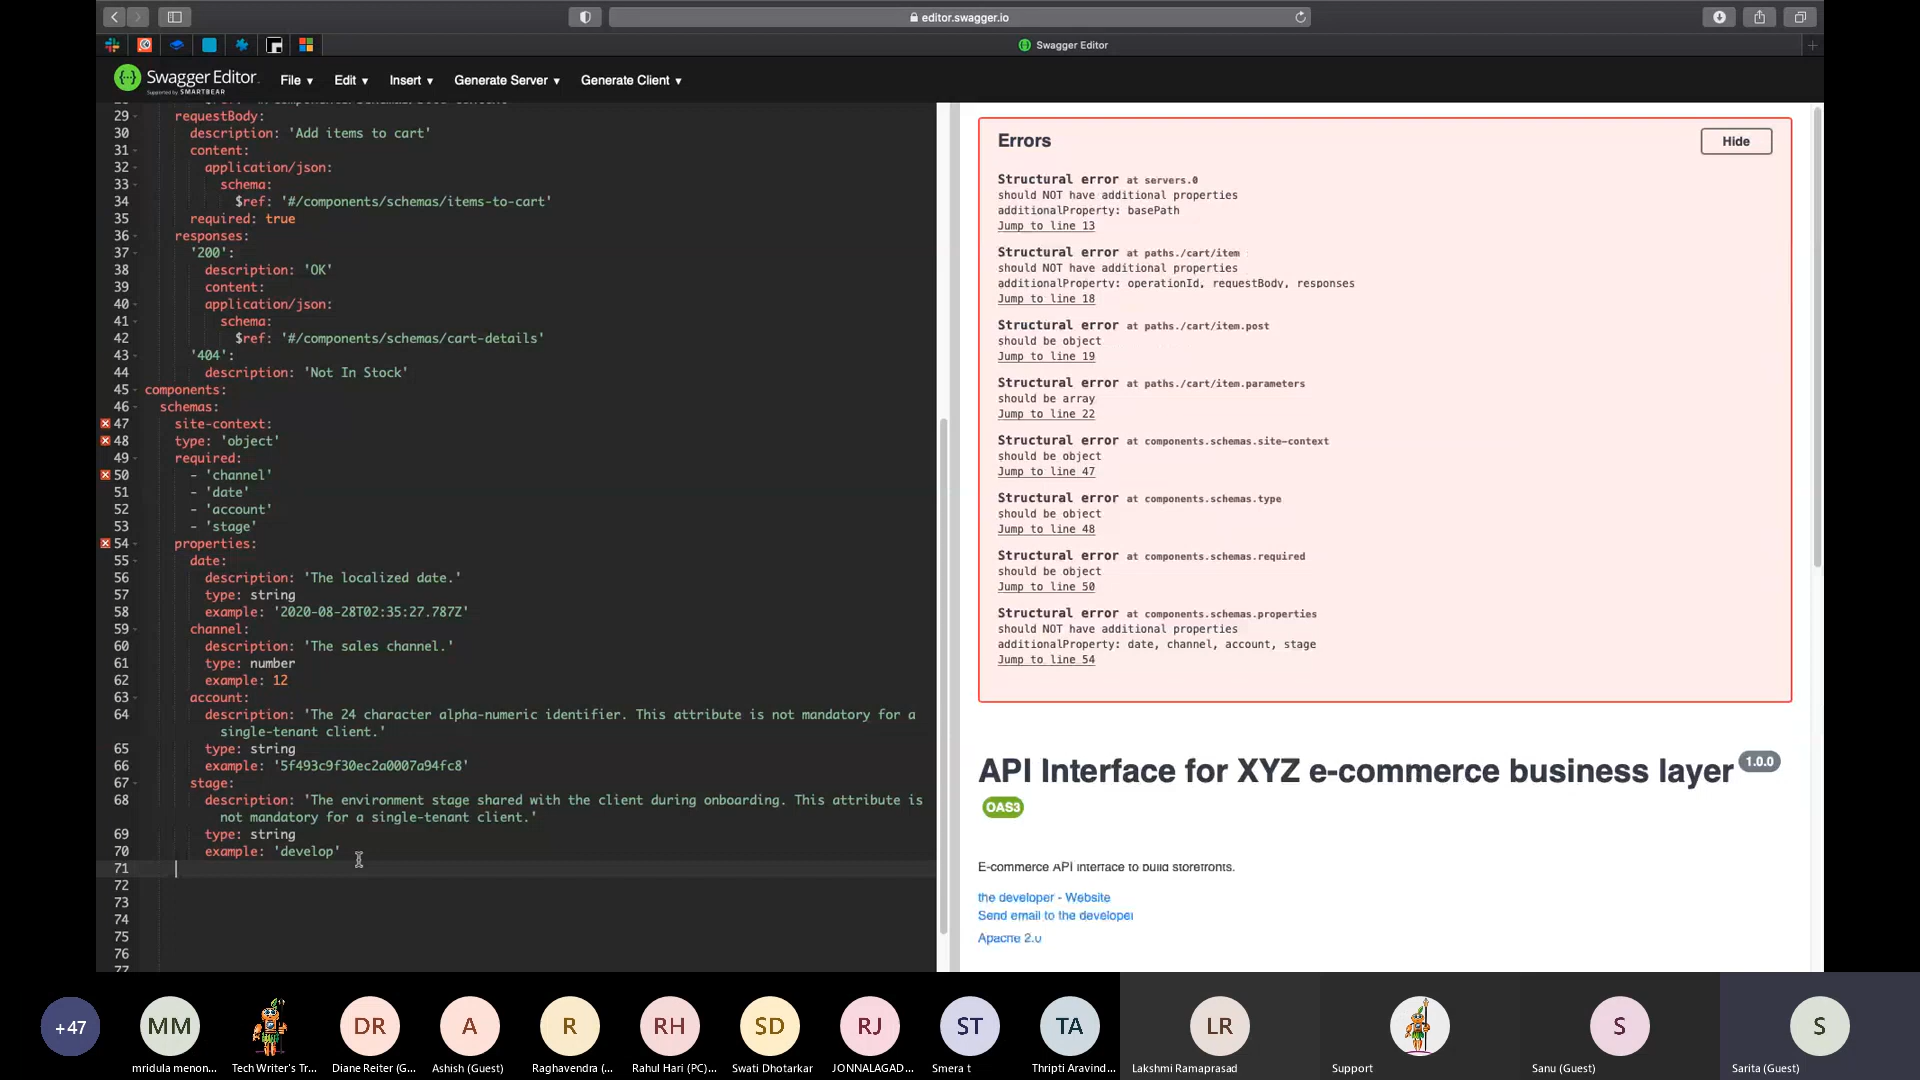 editor.swagger.io
Swagger Editor
Swagger Editor.
Supported by SMARTBEAR
File ▾
Edit ▾
Insert ▾
Generate Server ▾
Generate Client ▾
29 requestBody:
30 description: 'Add items to cart'
31 content:
32 application/json:
33 schema:
34 $ref: '#/components/schemas/items-to-cart'
35 required: true
36 responses:
37 '200':
38 description: 'OK'
39 content:
40 application/json:
41 schema:
42 $ref: '#/components/schemas/cart-details'
43 '404':
44 description: 'Not In Stock'
45 components:
46 schemas:
47 site-context:
48 type: 'object'
49 required:
50 - 'channel'
51 - 'date'
52 - 'account'
53 - 'stage'
54 properties:
55 date:
56 description: 'The localized date.'
57 type: string
58 example: '2020-08-28T02:35:27.787Z'
59 channel:
60 description: 'The sales channel.'
61 type: number
62 example: 12
63 account:
64 description: 'The 24 character alpha-numeric identifier. This attribute is not mandatory for a
single-tenant client.'
65 type: string
66 example: '5f493c9f30ec2a0007a94fc8'
67 stage:
68 description: 'The environment stage shared with the client during onboarding. This attribute is
not mandatory for a single-tenant client.'
69 type: string
70 example: 'develop'
71
72
73
74
75
76
77
Errors
Hide
Structural error at servers.0
should NOT have additional properties
additionalProperty: basePath
Jump to line 13
Structural error at paths./cart/item
should NOT have additional properties
additionalProperty: operationId, requestBody, responses
Jump to line 18
Structural error at paths./cart/item.post
should be object
Jump to line 19
Structural error at paths./cart/item.parameters
should be array
Jump to line 22
Structural error at components.schemas.site-context
should be object
Jump to line 47
Structural error at components.schemas.type
should be object
Jump to line 48
Structural error at components.schemas.required
should be object
Jump to line 50
Structural error at components.schemas.properties
should NOT have additional properties
additionalProperty: date, channel, account, stage
Jump to line 54
API Interface for XYZ e-commerce business layer 1.0.0
OAS3
E-commerce API interface to build storefronts.
the developer - Website
Send email to the developer
Apache 2.0
+47
MM
DR
A
R
RH
SD
RJ
ST
TA
LR
S
S
mridula menon...
Tech Writer's Tr...
Diane Reiter (G...
Ashish (Guest)
Raghavendra (...
Rahul Hari (PC)...
Swati Dhotarkar
JONNALAGAD...
Smera t
Thripti Aravind...
Lakshmi Ramaprasad
Support
Sanu (Guest)
Sarita (Guest)